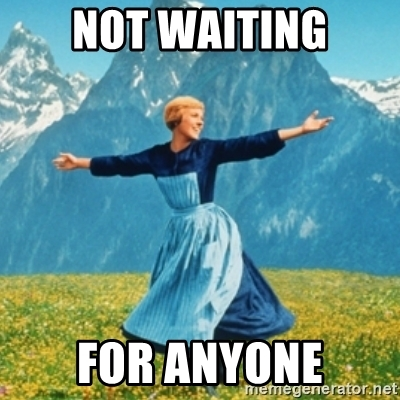 NOT WAITING
FOR ANYONE
memegenerator.net